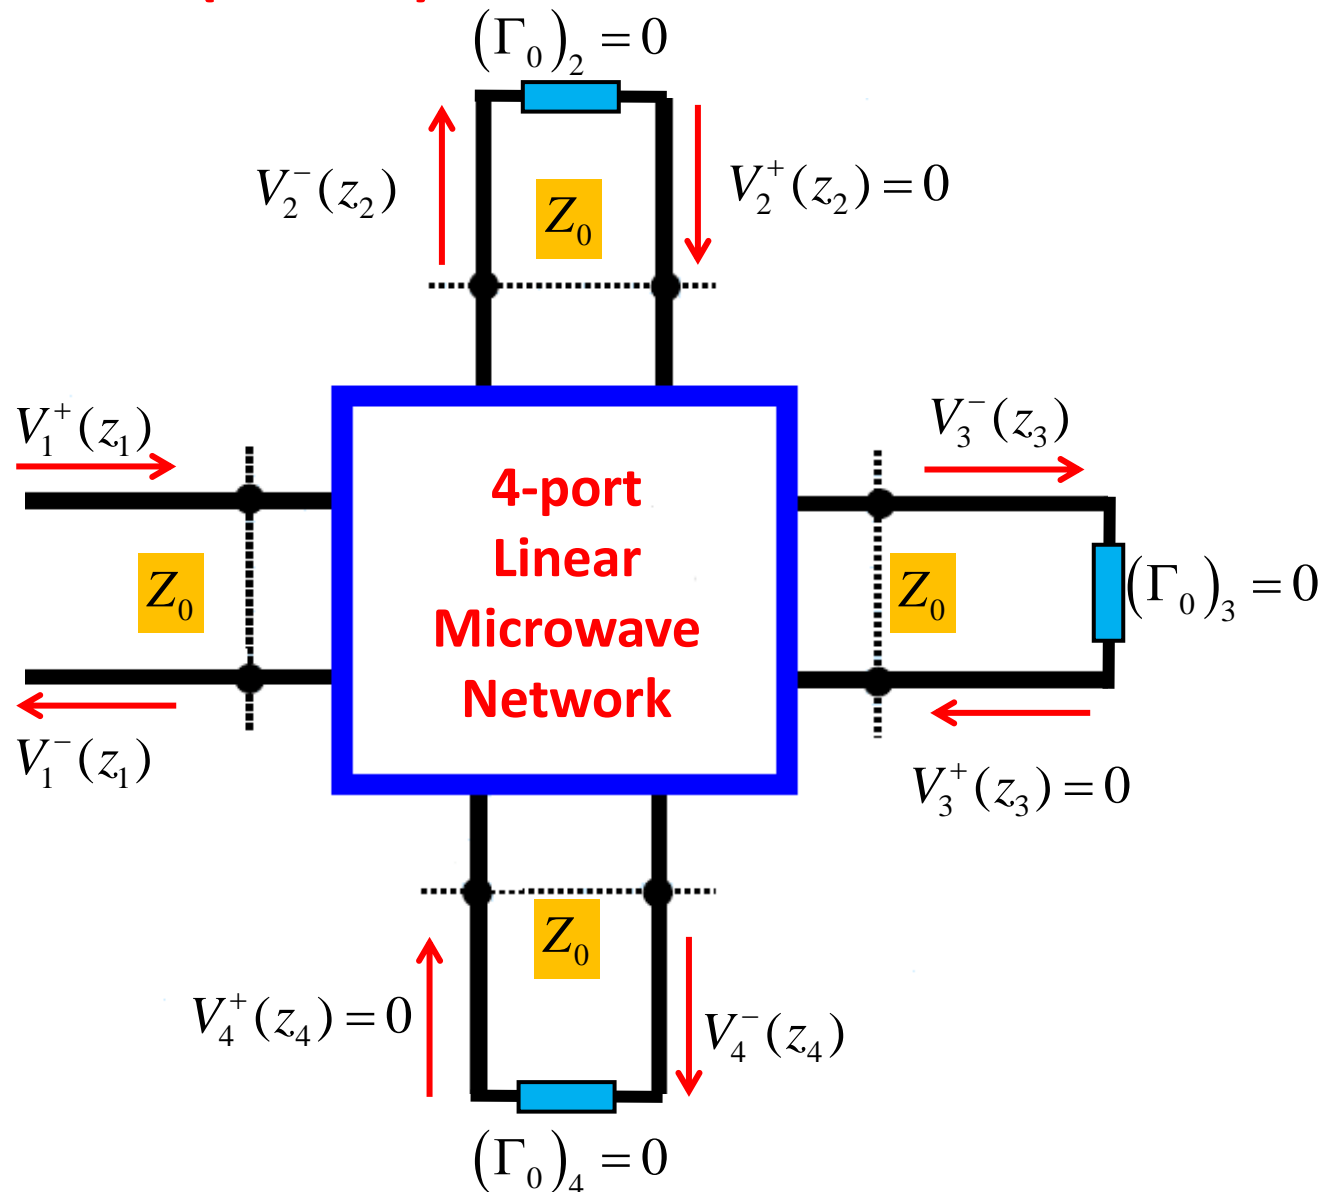 (Γ₀)₂ = 0
V₂⁻(z₂)
V₂⁺(z₂) = 0
Z₀
V₁⁺(z₁)
V₃⁻(z₃)
4-port
Linear
Microwave
Network
Z₀
Z₀
(Γ₀)₃ = 0
V₁⁻(z₁)
V₃⁺(z₃) = 0
Z₀
V₄⁺(z₄) = 0
V₄⁻(z₄)
(Γ₀)₄ = 0